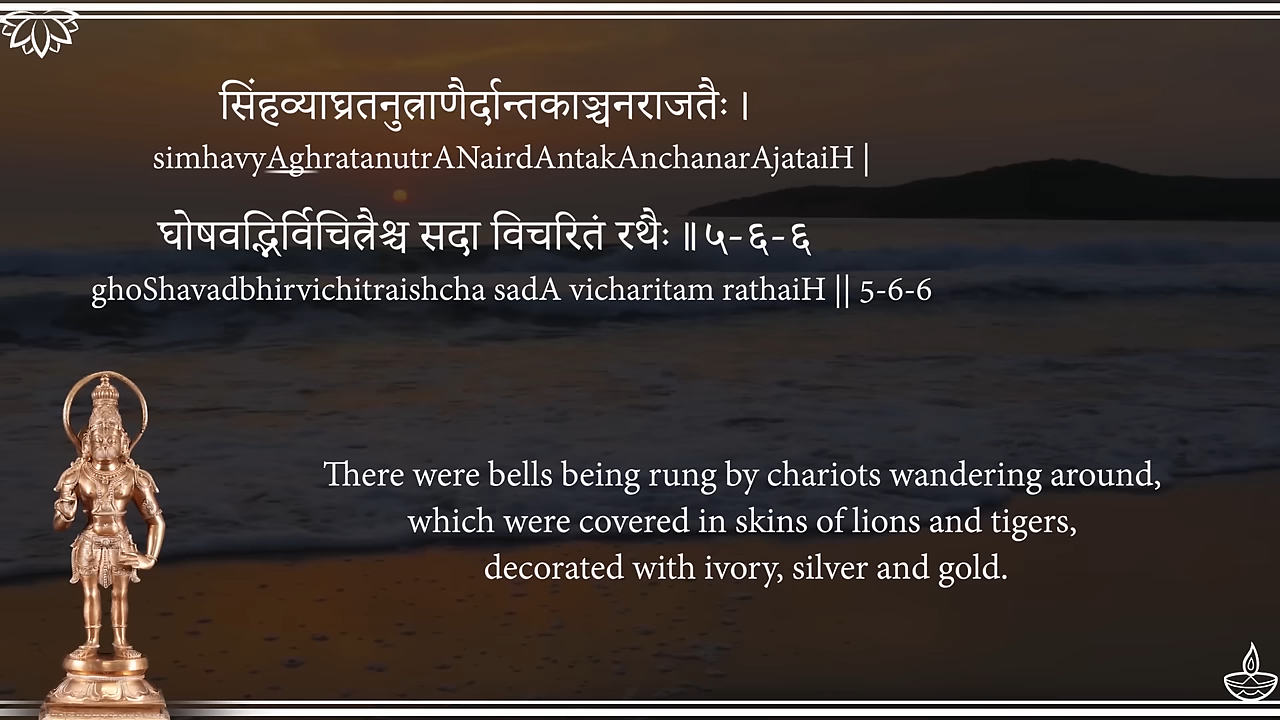 सिंहव्याघ्रतनुत्राणैर्दान्तकाञ्चनराजतैः ।
simhavyAghratanutrANairdAntakAnchanarAjataiH |
घोषवद्भिर्विचित्रैश्च सदा विचरितं रथैः ॥ ५-६-६
ghoShavadbhirvichitraishcha sadA vicharitam rathaiH || 5-6-6
There were bells being rung by chariots wandering around,
which were covered in skins of lions and tigers,
decorated with ivory, silver and gold.